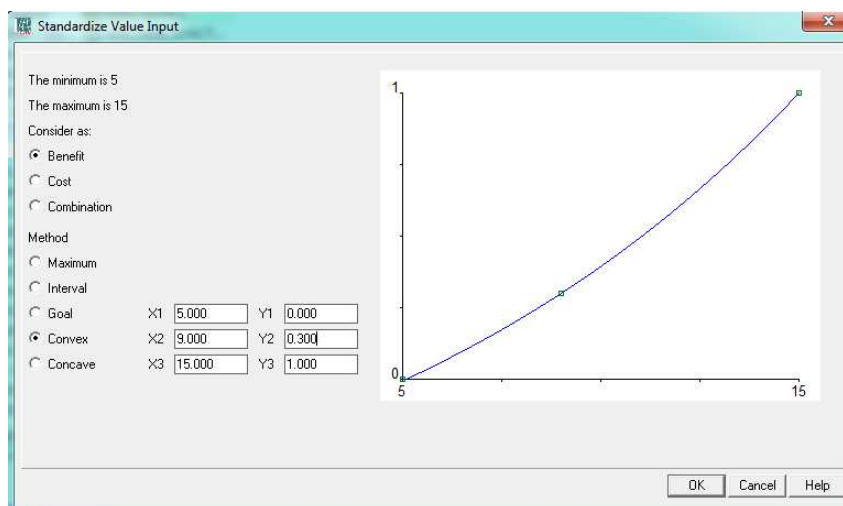 Standardize Value Input
The minimum is 5
The maximum is 15
Consider as:
Benefit
Cost
Combination
Method
Maximum
Interval
Goal X1 5.000 Y1 0.000
Convex X2 9.000 Y2 0.300
Concave X3 15.000 Y3 1.000
1
0
5 15
OK Cancel Help